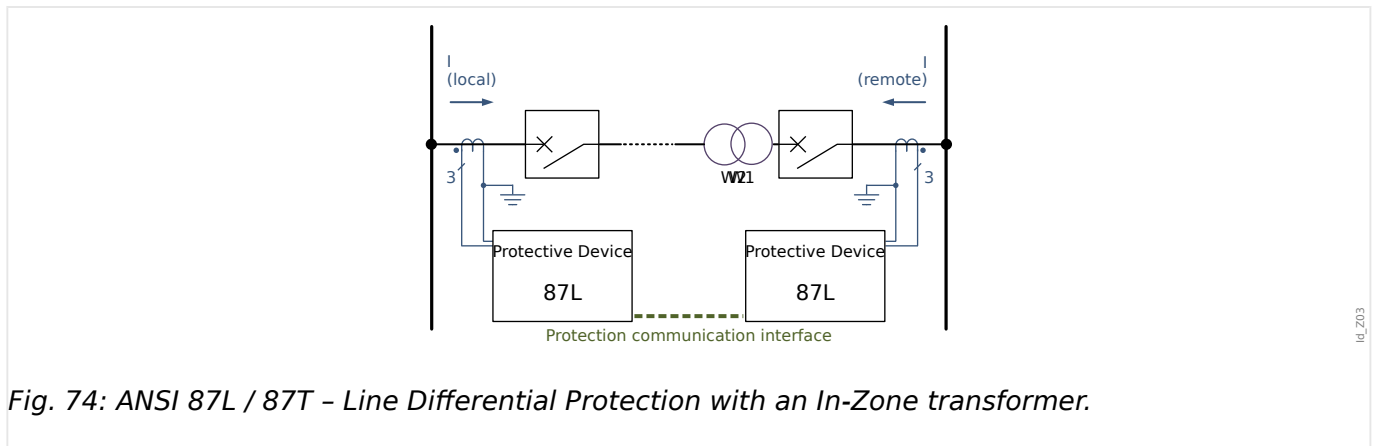 I
(local)
I
(remote)
3
3
W2
W1
Protective Device
87L
Protective Device
87L
Protection communication interface
ld_Z03
Fig. 74: ANSI 87L / 87T – Line Differential Protection with an In-Zone transformer.